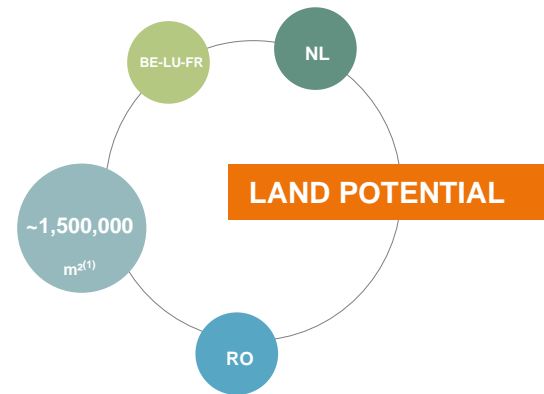 BE-LU-FR
NL
LAND POTENTIAL
~1,500,000
m²⁽¹⁾
RO